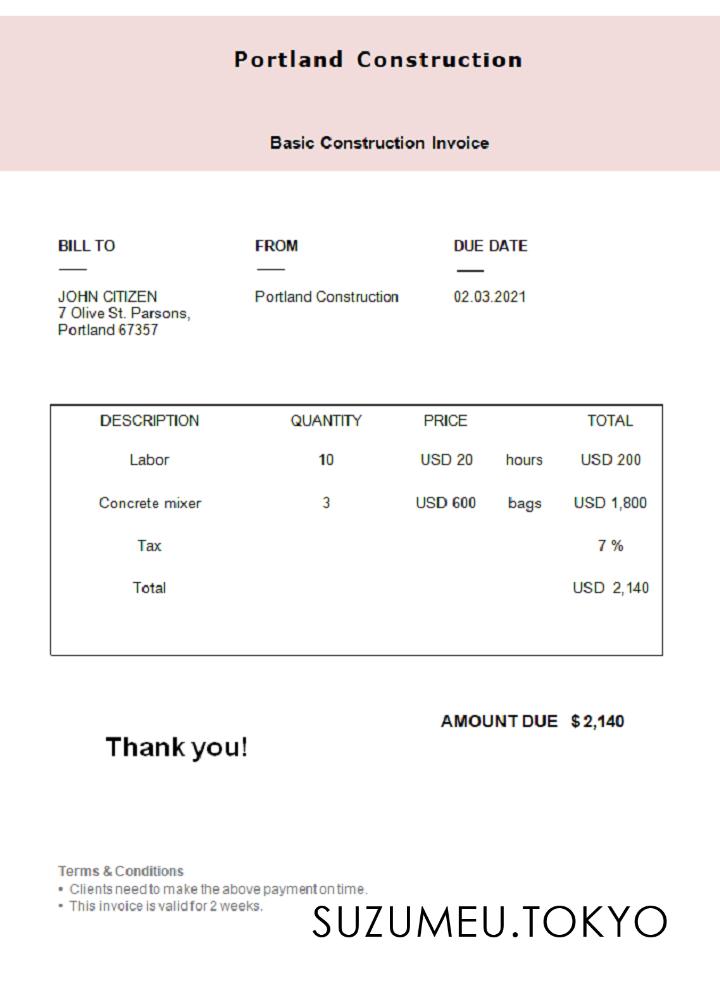 Portland Construction
Basic Construction Invoice
BILL TO
JOHN CITIZEN
7 Olive St. Parsons,
Portland 67357
FROM
Portland Construction
DUE DATE
02.03.2021
DESCRIPTION QUANTITY PRICE TOTAL
Labor 10 USD 20 hours USD 200
Concrete mixer 3 USD 600 bags USD 1,800
Tax 7 %
Total USD 2,140
AMOUNT DUE $ 2,140
Thank you!
Terms & Conditions
• Clients need to make the above payment on time.
• This invoice is valid for 2 weeks.
SUZUMEU.TOKYO